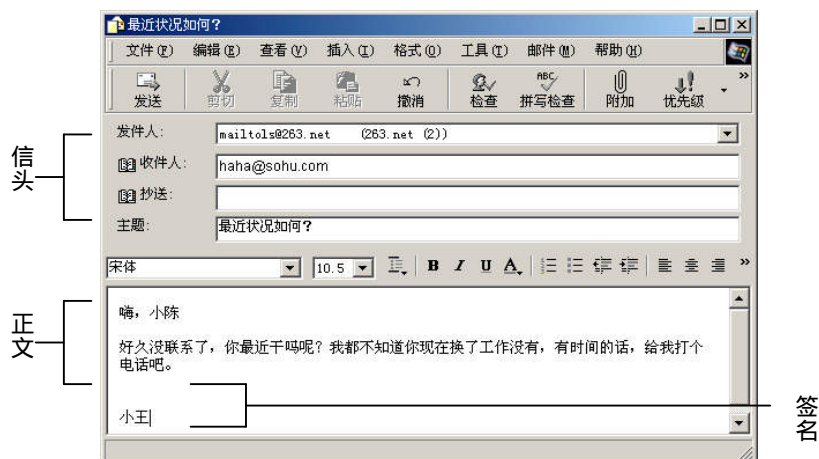 最近状况如何?
文件(F) 编辑(E) 查看(V) 插入(I) 格式(O) 工具(T) 邮件(M) 帮助(H)
发送 剪切 复制 粘贴 撤消 检查 拼写检查 附加 优先级 »
ABC
发件人: mailtols@263.net (263.net (2))
收件人: haha@sohu.com
抄送:
主题: 最近状况如何?
宋体 10.5 B I U A »
嗨，小陈
好久没联系了，你最近干吗呢？我都不知道你现在换了工作没有，有时间的话，给我打个
电话吧。
小王
信头
正文
签名